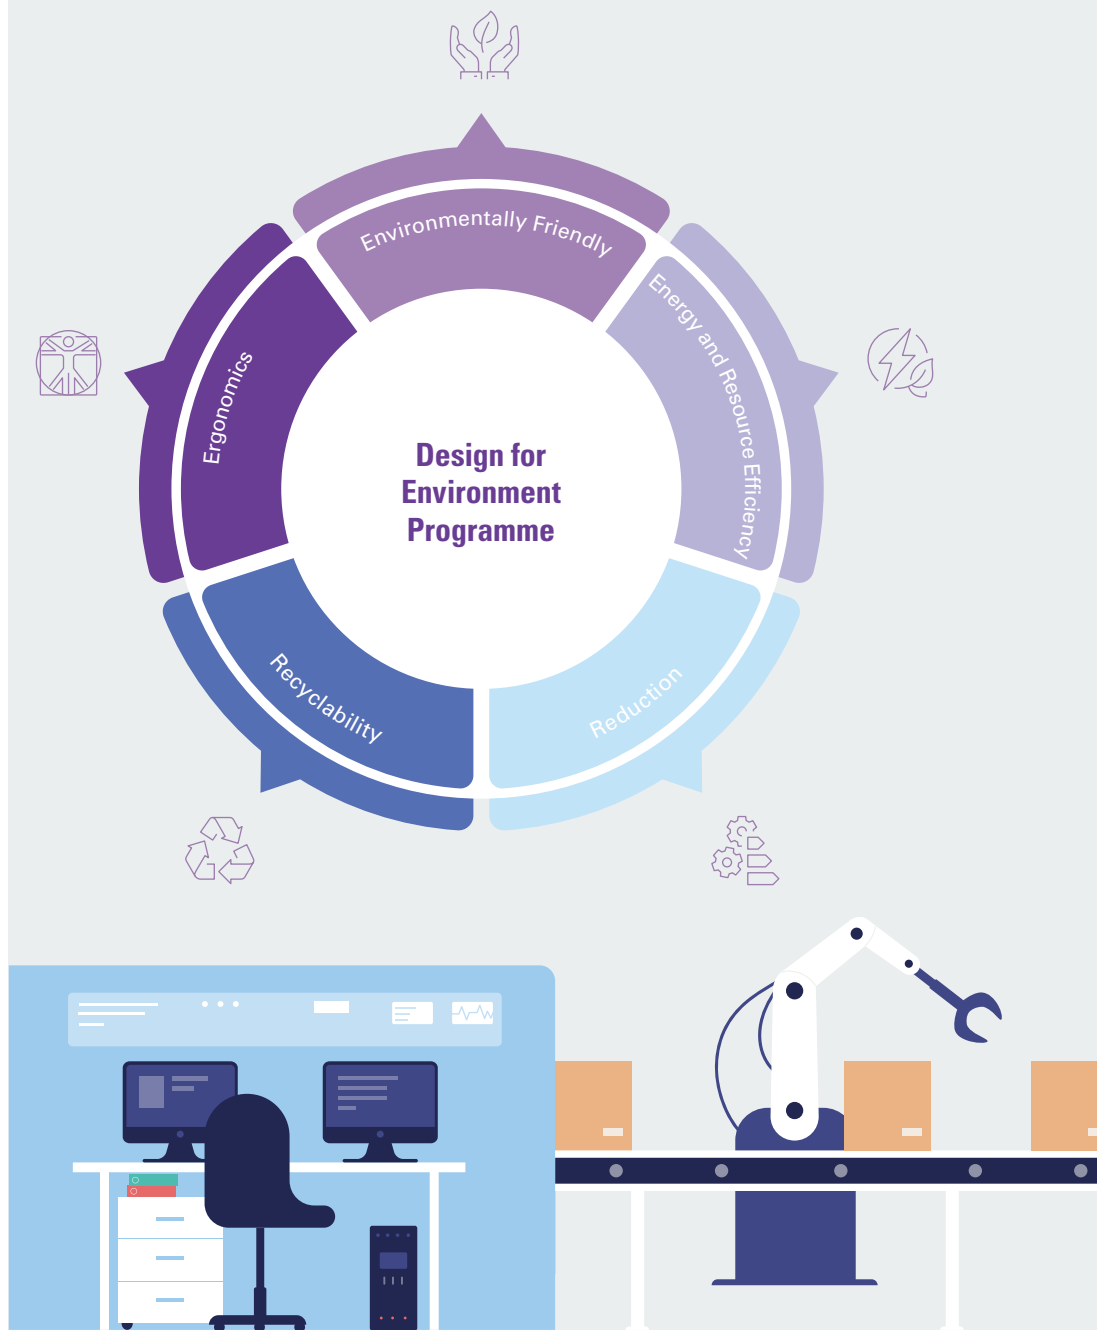 Environmentally Friendly
Energy and Resource Efficiency
Ergonomics
Design for
Environment
Programme
Recyclability
Reduction